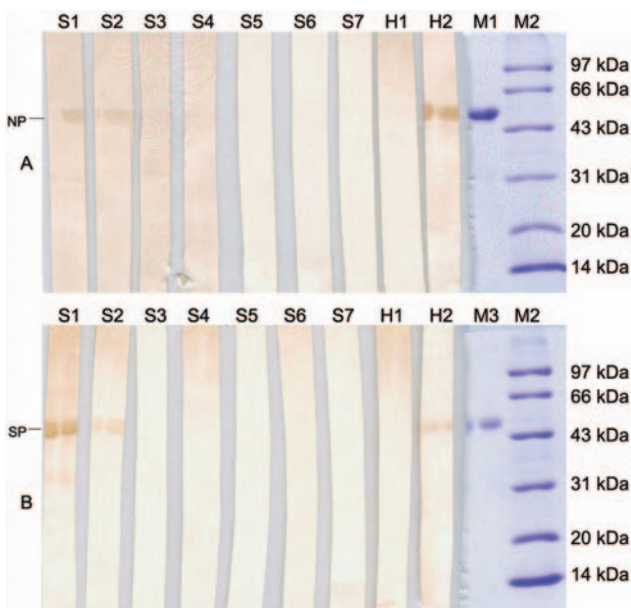 S1 S2 S3 S4 S5 S6 S7 H1 H2 M1 M2
97 kDa
66 kDa
NP
43 kDa
A
31 kDa
20 kDa
14 kDa
S1 S2 S3 S4 S5 S6 S7 H1 H2 M3 M2
97 kDa
66 kDa
SP
43 kDa
31 kDa
B
20 kDa
14 kDa